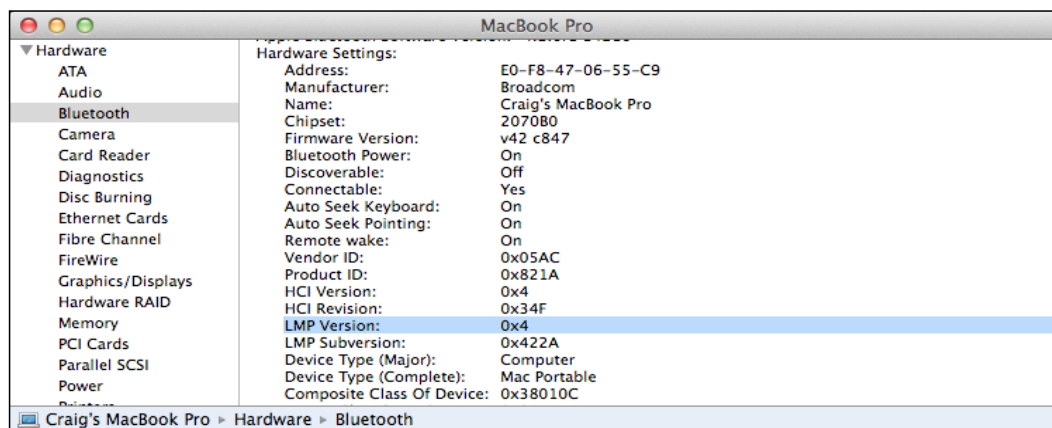 MacBook Pro
Hardware
ATA
Audio
Bluetooth
Camera
Card Reader
Diagnostics
Disc Burning
Ethernet Cards
Fibre Channel
FireWire
Graphics/Displays
Hardware RAID
Memory
PCI Cards
Parallel SCSI
Power
Hardware Settings:
Address: E0-F8-47-06-55-C9
Manufacturer: Broadcom
Name: Craig's MacBook Pro
Chipset: 2070B0
Firmware Version: v42 c847
Bluetooth Power: On
Discoverable: Off
Connectable: Yes
Auto Seek Keyboard: On
Auto Seek Pointing: On
Remote wake: On
Vendor ID: 0x05AC
Product ID: 0x821A
HCI Version: 0x4
HCI Revision: 0x34F
LMP Version: 0x4
LMP Subversion: 0x422A
Device Type (Major): Computer
Device Type (Complete): Mac Portable
Composite Class Of Device: 0x38010C
Craig's MacBook Pro ▸ Hardware ▸ Bluetooth